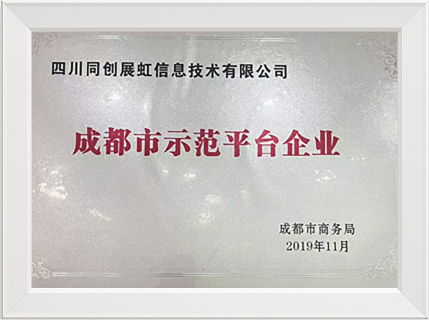 四川同创展虹信息技术有限公司
成都市示范平台企业
成都市商务局
2019年11月